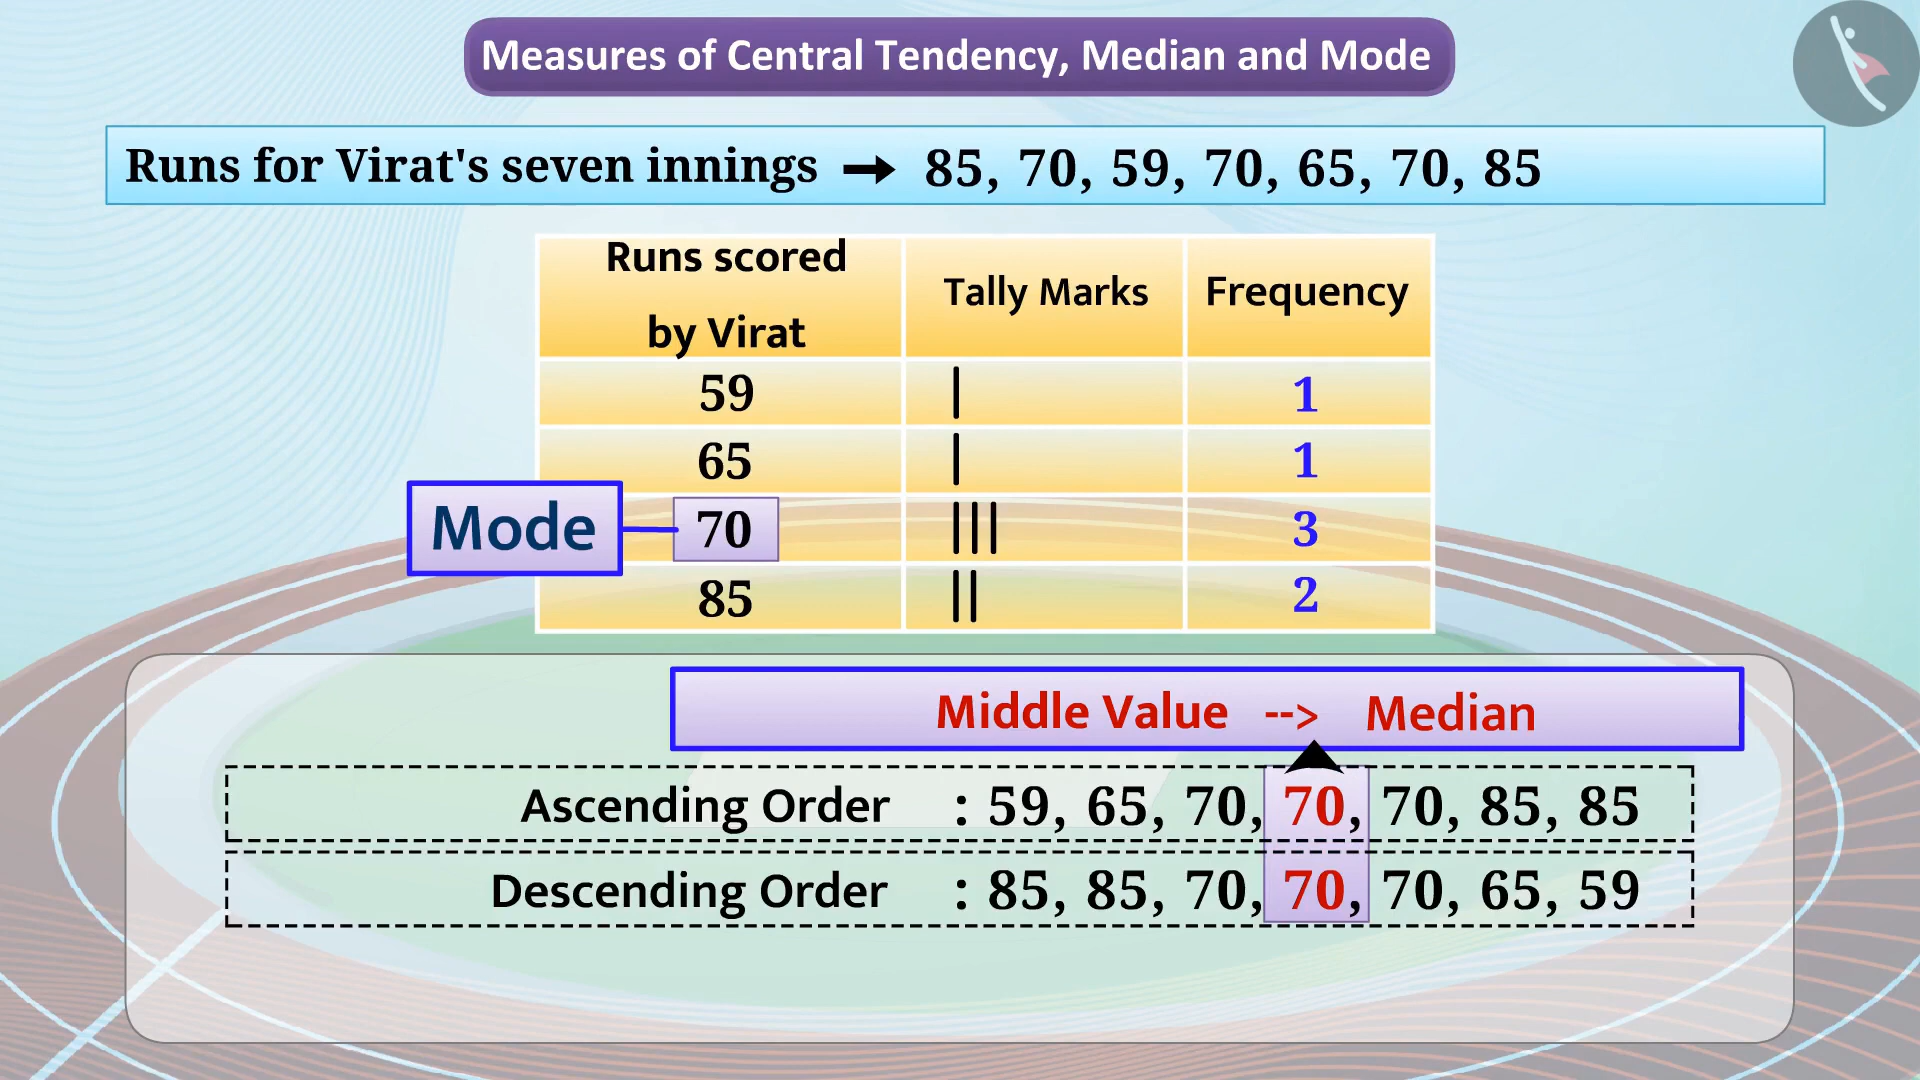 Measures of Central Tendency, Median and Mode
Runs for Virat's seven innings → 85, 70, 59, 70, 65, 70, 85
Runs scored by Virat Tally Marks Frequency
59 | 1
65 | 1
Mode 70 ||| 3
85 || 2
Middle Value --> Median
Ascending Order : 59, 65, 70, 70, 70, 85, 85
Descending Order : 85, 85, 70, 70, 70, 65, 59